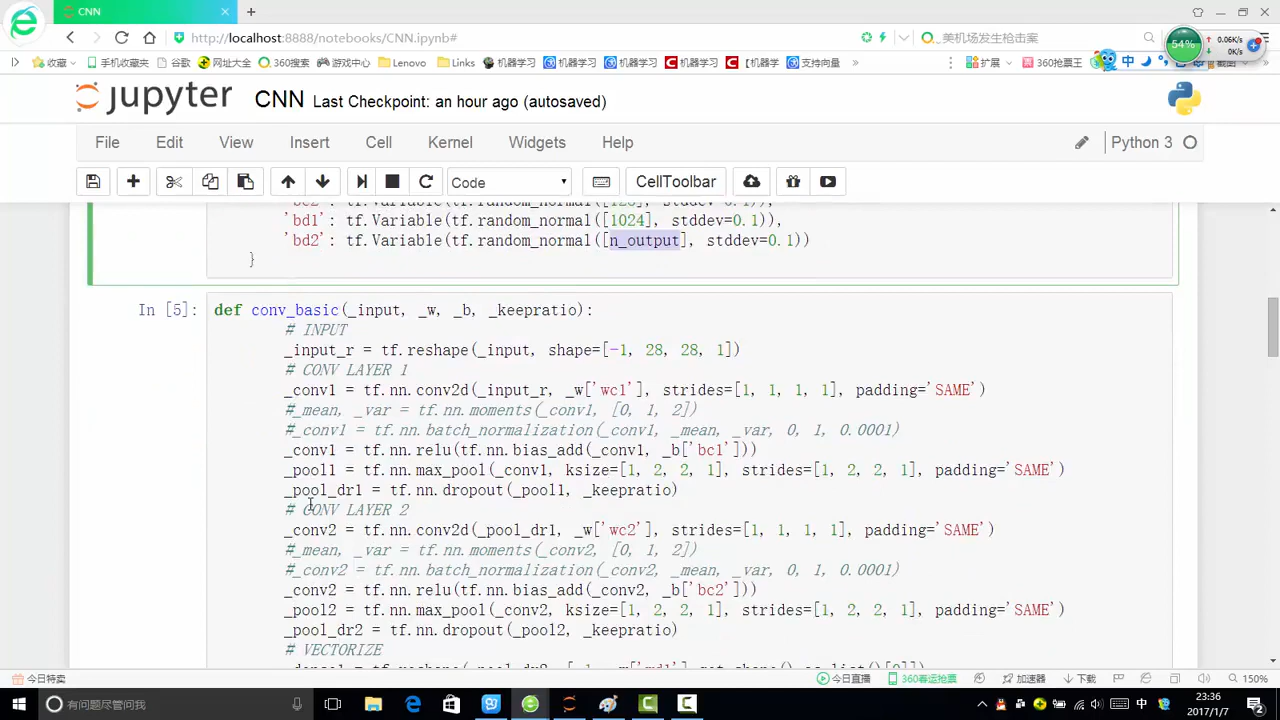 CNN
http://localhost:8888/notebooks/CNN.ipynb#
美机场发生枪击案
54%
0.06K/s
0K/s
收藏 手机收藏夹 谷歌 网址大全 360搜索 游戏中心 Lenovo Links 机器学习 机器学习 机器学习 机器学习 【机器学 支持向量 » 扩展 360抢票王 中 截图 »
jupyter CNN Last Checkpoint: an hour ago (autosaved)
File Edit View Insert Cell Kernel Widgets Help Python 3
Code CellToolbar
'bd1': tf.Variable(tf.random_normal([1024], stddev=0.1)),
'bd2': tf.Variable(tf.random_normal([n_output], stddev=0.1))
}
In [5]: def conv_basic(_input, _w, _b, _keepratio):
# INPUT
_input_r = tf.reshape(_input, shape=[-1, 28, 28, 1])
# CONV LAYER 1
_conv1 = tf.nn.conv2d(_input_r, _w['wc1'], strides=[1, 1, 1, 1], padding='SAME')
#_mean, _var = tf.nn.moments(_conv1, [0, 1, 2])
#_conv1 = tf.nn.batch_normalization(_conv1, _mean, _var, 0, 1, 0.0001)
_conv1 = tf.nn.relu(tf.nn.bias_add(_conv1, _b['bc1']))
_pool1 = tf.nn.max_pool(_conv1, ksize=[1, 2, 2, 1], strides=[1, 2, 2, 1], padding='SAME')
_pool_dr1 = tf.nn.dropout(_pool1, _keepratio)
# CONV LAYER 2
_conv2 = tf.nn.conv2d(_pool_dr1, _w['wc2'], strides=[1, 1, 1, 1], padding='SAME')
#_mean, _var = tf.nn.moments(_conv2, [0, 1, 2])
#_conv2 = tf.nn.batch_normalization(_conv2, _mean, _var, 0, 1, 0.0001)
_conv2 = tf.nn.relu(tf.nn.bias_add(_conv2, _b['bc2']))
_pool2 = tf.nn.max_pool(_conv2, ksize=[1, 2, 2, 1], strides=[1, 2, 2, 1], padding='SAME')
_pool_dr2 = tf.nn.dropout(_pool2, _keepratio)
# VECTORIZE
今日特卖 今日直播 360春运抢票 加速器 下载 150%
有问题尽管问我 中 23:36
2017/1/7